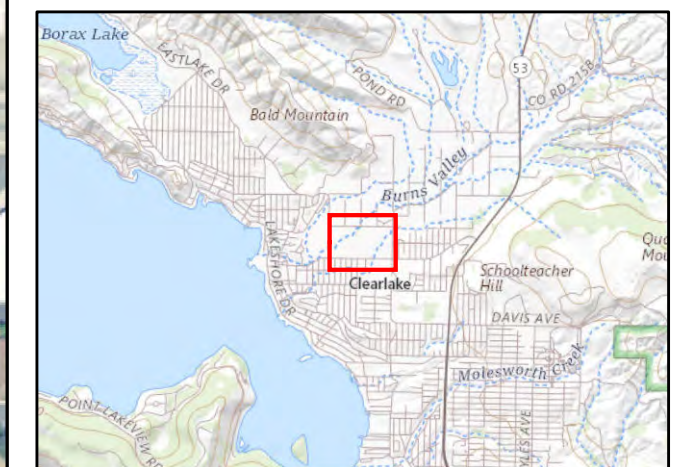 Borax Lake
EASTLAKE DR
POND RD
53
CO RD 215B
Bald Mountain
Burns Valley
LAKESHORE DR
Clearlake
Schoolteacher
Hill
DAVIS AVE
Molesworth Creek
POINT LAKEVIEW RD